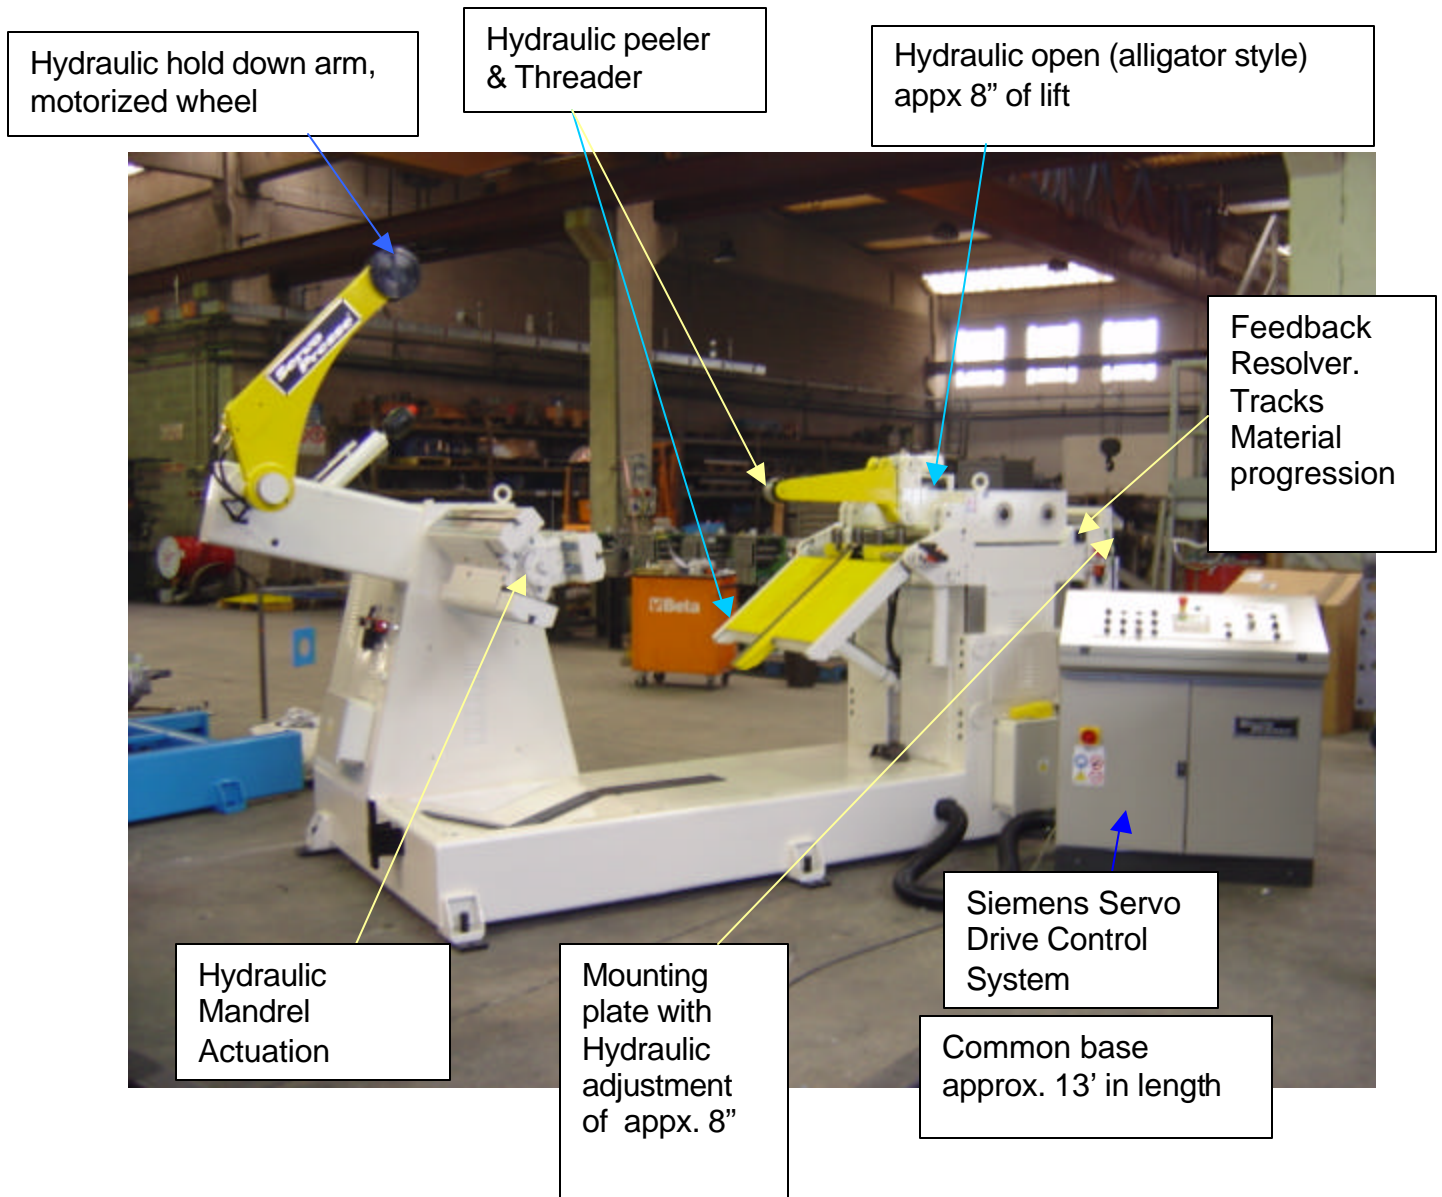 Hydraulic hold down arm,
motorized wheel
Hydraulic peeler
& Threader
Hydraulic open (alligator style)
appx 8” of lift
Feedback
Resolver.
Tracks
Material
progression
Servo
Presse
Beta
Siemens Servo
Drive Control
System
Hydraulic
Mandrel
Actuation
Mounting
plate with
Hydraulic
adjustment
of appx. 8”
Common base
approx. 13’ in length